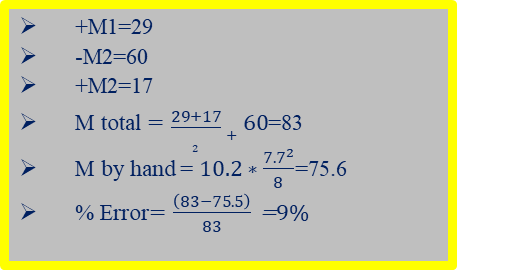 ➢ +M1=29
➢ -M2=60
➢ +M2=17
➢ M total = (29+17)/2 + 60=83
➢ M by hand= 10.2 * 7.7²/8 =75.6
➢ % Error= (83−75.5)/83 =9%